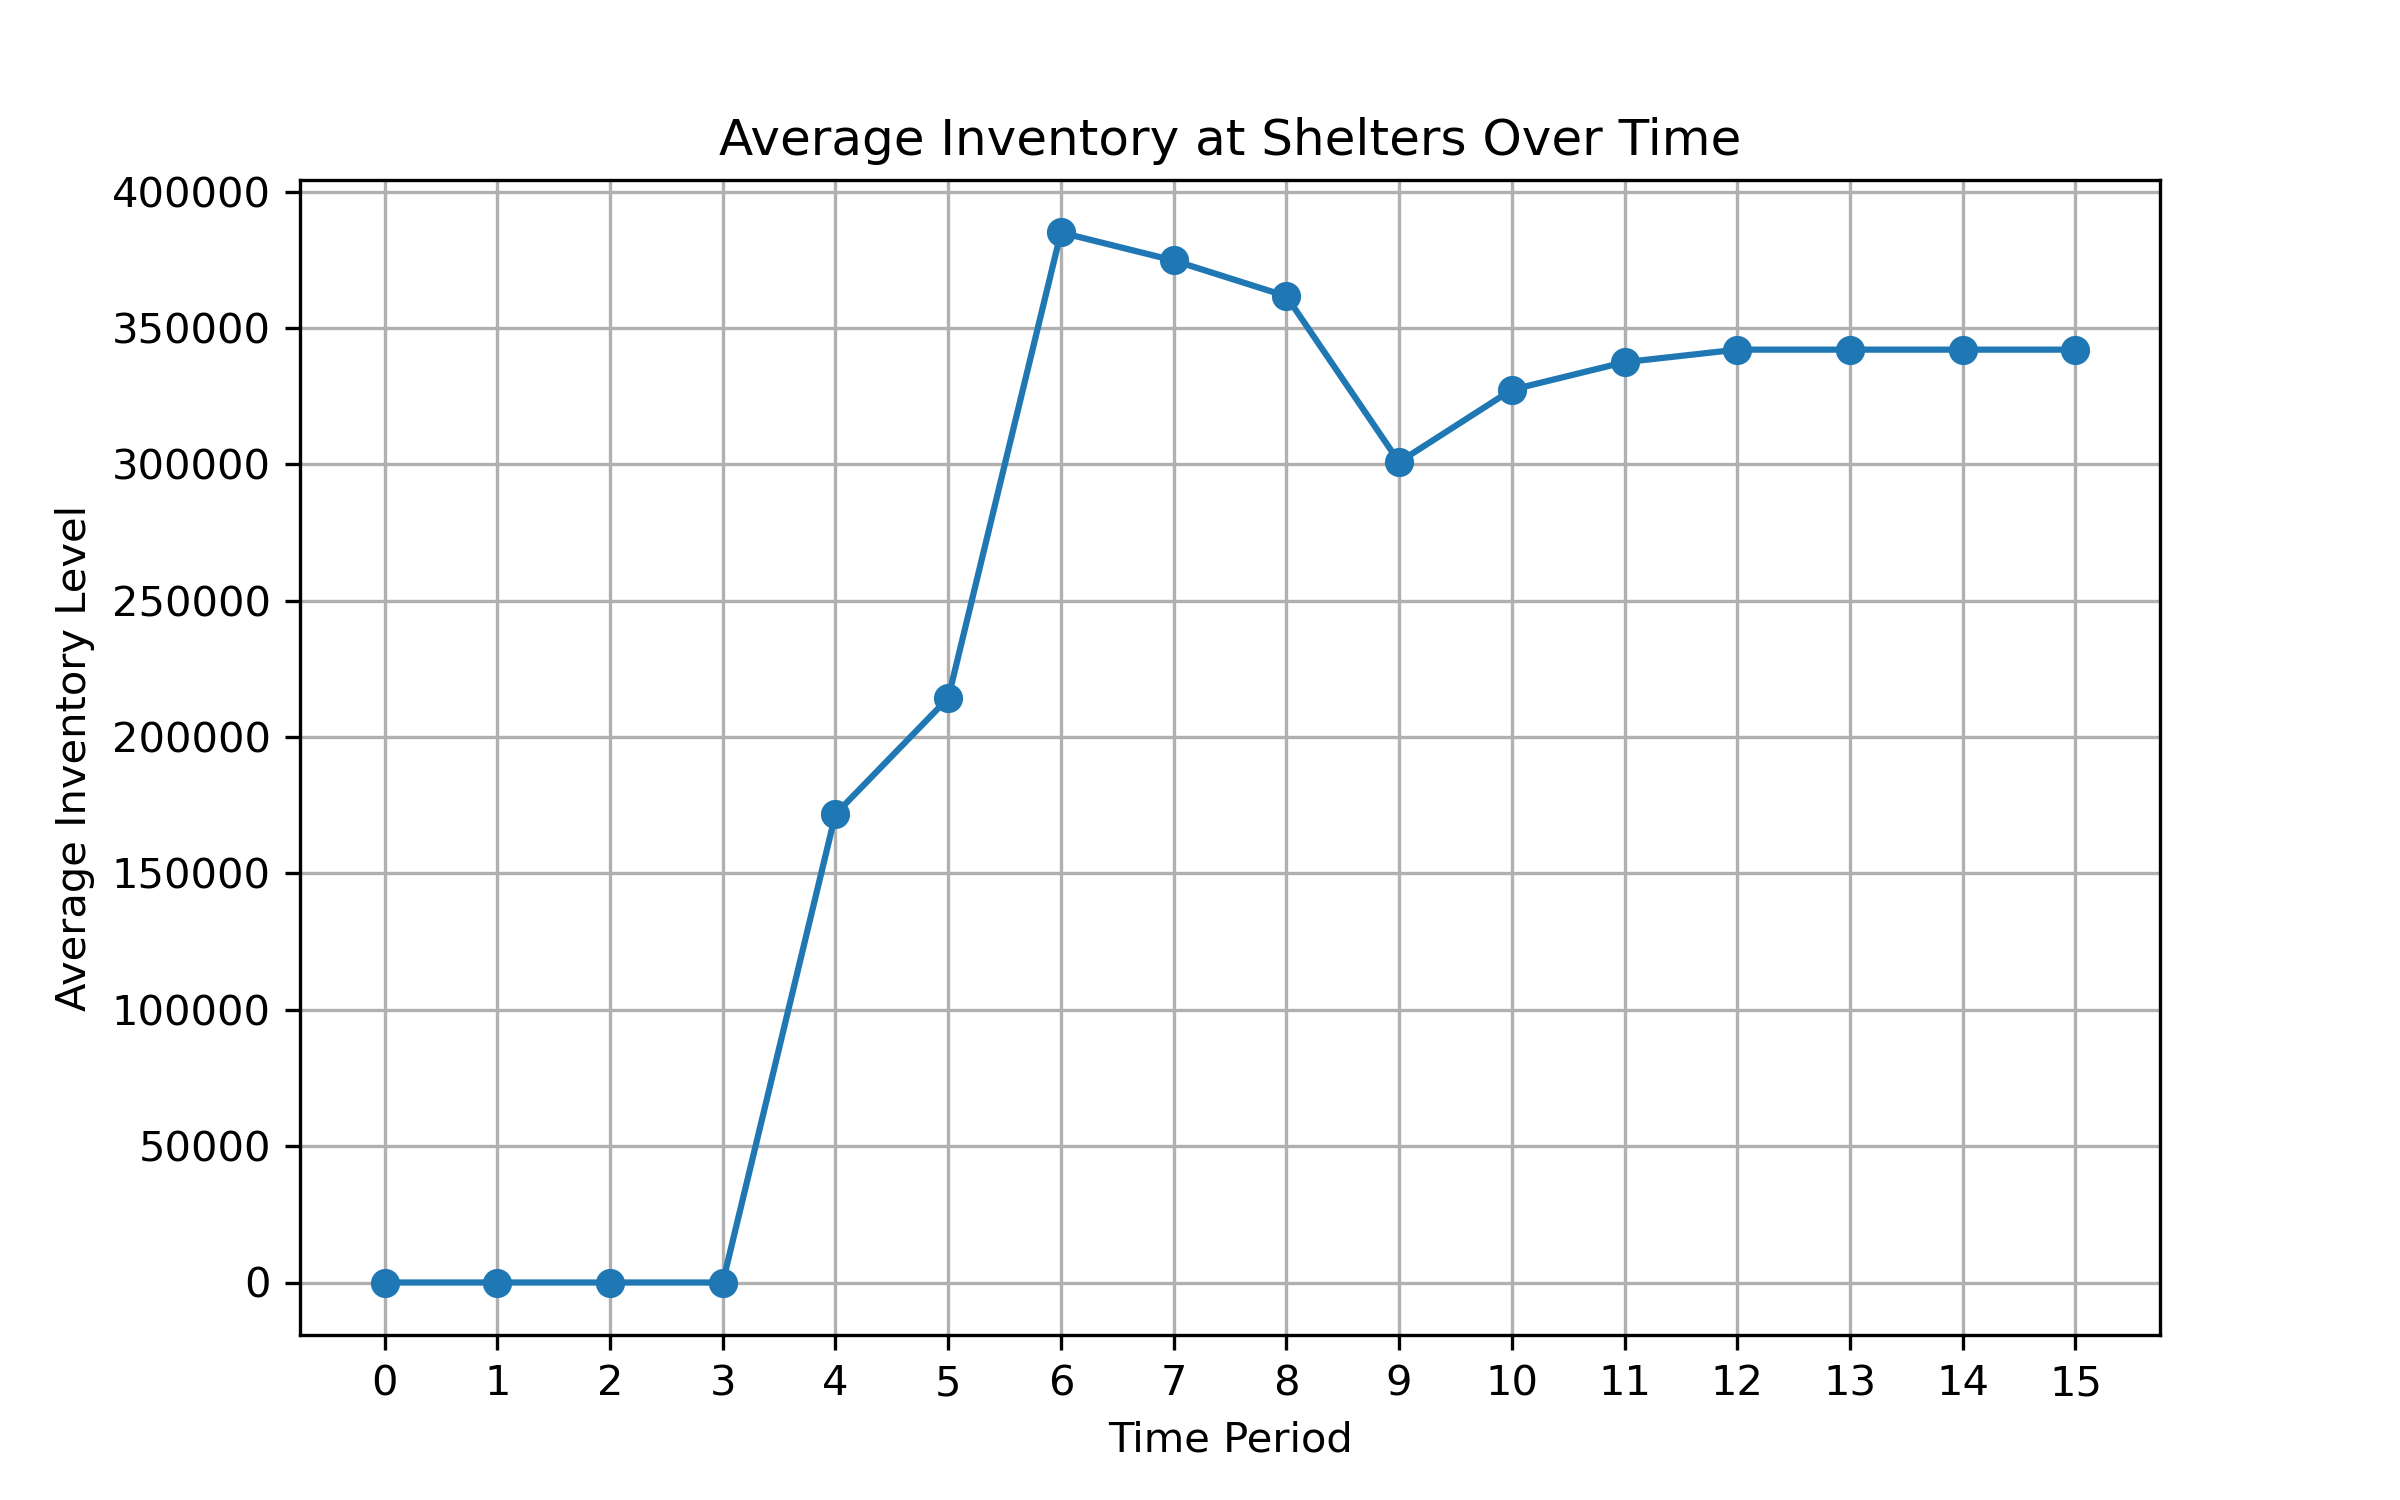 Average Inventory at Shelters Over Time
Average Inventory Level
400000
350000
300000
250000
200000
150000
100000
50000
0
0 1 2 3 4 5 6 7 8 9 10 11 12 13 14 15
Time Period